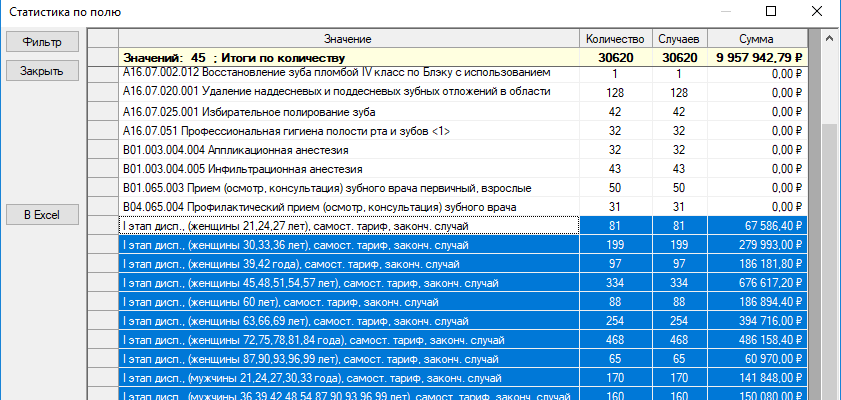 Статистика по полю
Фильтр
Закрыть
В Excel
Значение Количество Случаев Сумма
Значений: 45 ; Итоги по количеству 30620 30620 9 957 942,79 ₽
A16.07.002.012 Восстановление зуба пломбой IV класс по Блэку с использованием 1 1 0,00 ₽
A16.07.020.001 Удаление наддесневых и поддесневых зубных отложений в области 128 128 0,00 ₽
A16.07.025.001 Избирательное полирование зуба 42 42 0,00 ₽
A16.07.051 Профессиональная гигиена полости рта и зубов <1> 32 32 0,00 ₽
B01.003.004.004 Аппликационная анестезия 32 32 0,00 ₽
B01.003.004.005 Инфильтрационная анестезия 43 43 0,00 ₽
B01.065.003 Прием (осмотр, консультация) зубного врача первичный, взрослые 50 50 0,00 ₽
B04.065.004 Профилактический прием (осмотр, консультация) зубного врача 31 31 0,00 ₽
I этап дисп., (женщины 21,24,27 лет), самост. тариф, законч. случай 81 81 67 586,40 ₽
I этап дисп., (женщины 30,33,36 лет), самост. тариф, законч. случай 199 199 279 993,00 ₽
I этап дисп., (женщины 39,42 года), самост. тариф, законч. случай 97 97 186 181,80 ₽
I этап дисп., (женщины 45,48,51,54,57 лет), самост. тариф, законч. случай 334 334 676 617,20 ₽
I этап дисп., (женщины 60 лет), самост. тариф, законч. случай 88 88 186 894,40 ₽
I этап дисп., (женщины 63,66,69 лет), самост. тариф, законч. случай 254 254 394 716,00 ₽
I этап дисп., (женщины 72,75,78,81,84 года), самост. тариф, законч. случай 468 468 486 158,40 ₽
I этап дисп., (женщины 87,90,93,96,99 лет), самост. тариф, законч. случай 65 65 60 970,00 ₽
I этап дисп., (мужчины 21,24,27,30,33 года), самост. тариф, законч. случай 170 170 141 848,00 ₽
I этап дисп., (мужчины 36,39,42,48,54,87,90,93,96,99 лет), самост. тариф, законч. случай 160 160 150 080,00 ₽